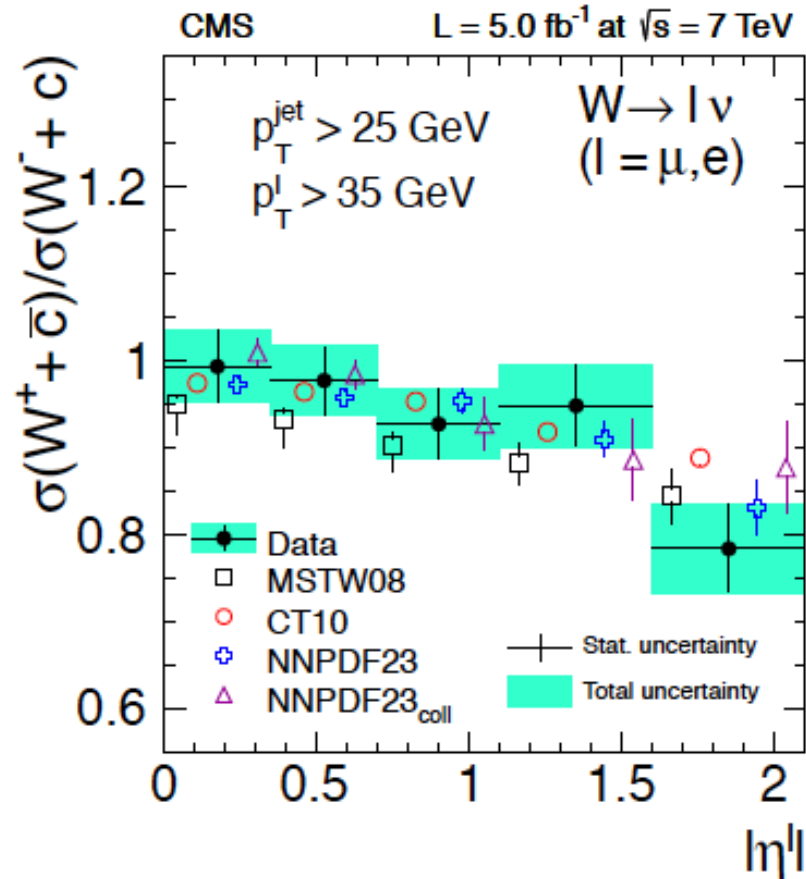 CMS L = 5.0 fb⁻¹ at √s = 7 TeV
σ(W⁺ + c̄)/σ(W⁻ + c)
p_T^jet > 25 GeV
p_T^l > 35 GeV
W → l ν
(l = μ,e)
1.2
1
0.8
0.6
Data
MSTW08
CT10
NNPDF23
NNPDF23coll
Stat. uncertainty
Total uncertainty
0 0.5 1 1.5 2
|η^l|